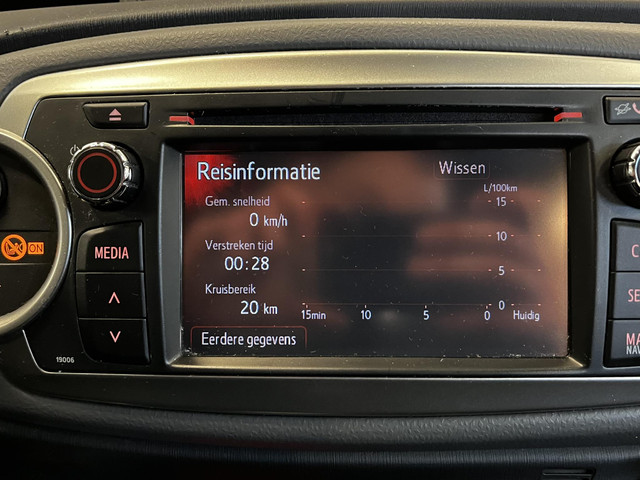 Reisinformatie
Wissen
L/100km
Gem. snelheid
0 km/h
Verstreken tijd
00:28
Kruisbereik
20 km
15
10
5
0
15min 10 5 0 Huidig
Eerdere gegevens
MEDIA
ON
19006